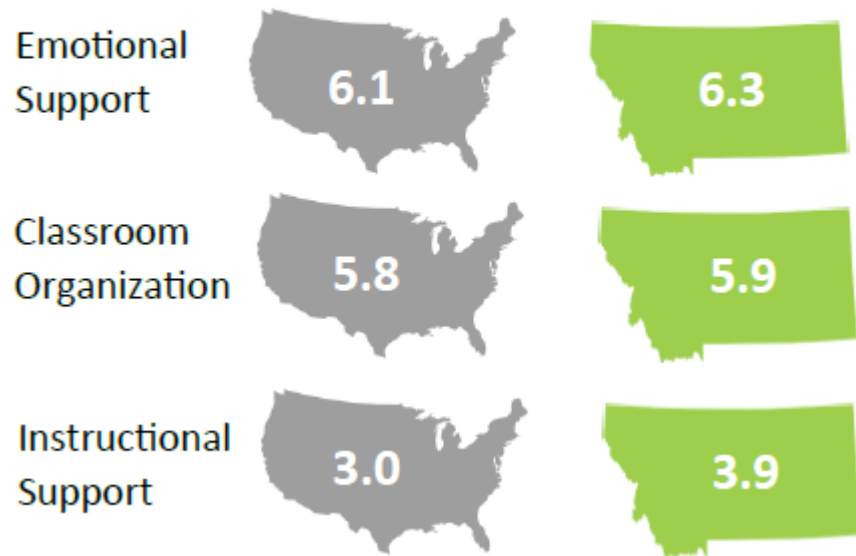 Emotional
Support
6.1
6.3
Classroom
Organization
5.8
5.9
Instructional
Support
3.0
3.9